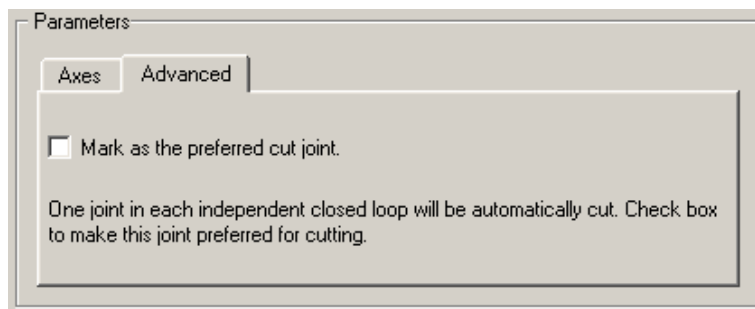 Parameters
Axes
Advanced
Mark as the preferred cut joint.
One joint in each independent closed loop will be automatically cut. Check box
to make this joint preferred for cutting.